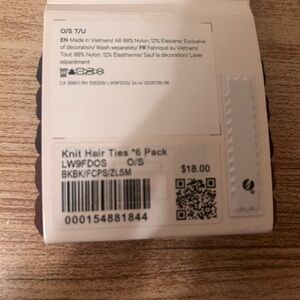 O/S T/U
EN Made in Vietnam/ All: 88% Nylon, 12% Elastane/ Exclusive
of decoration/ Wash separately/ FR Fabriqué au Vietnam/
Tout: 88% Nylon, 12% Élasthanne/ Sauf la décoration/ Laver
séparément
Knit Hair Ties *6 Pack
LW9FDOS O/S
BKBK/FCPS/ZLSM
$18.00
000154881844